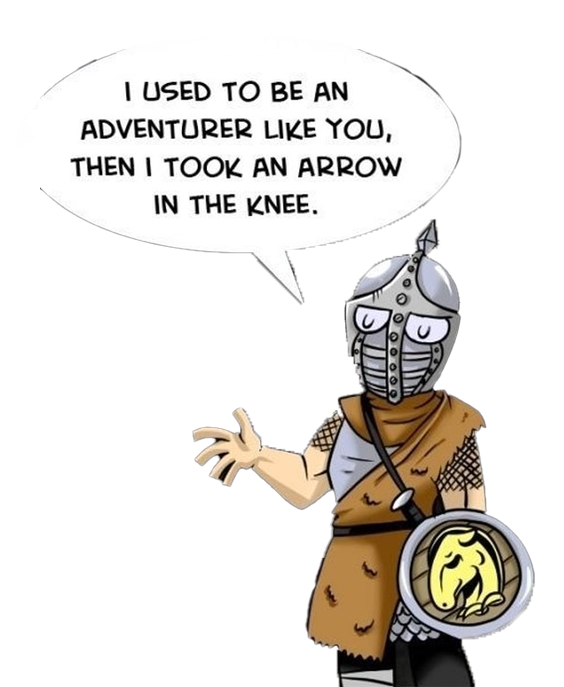 I USED TO BE AN
ADVENTURER LIKE YOU,
THEN I TOOK AN ARROW
IN THE KNEE.